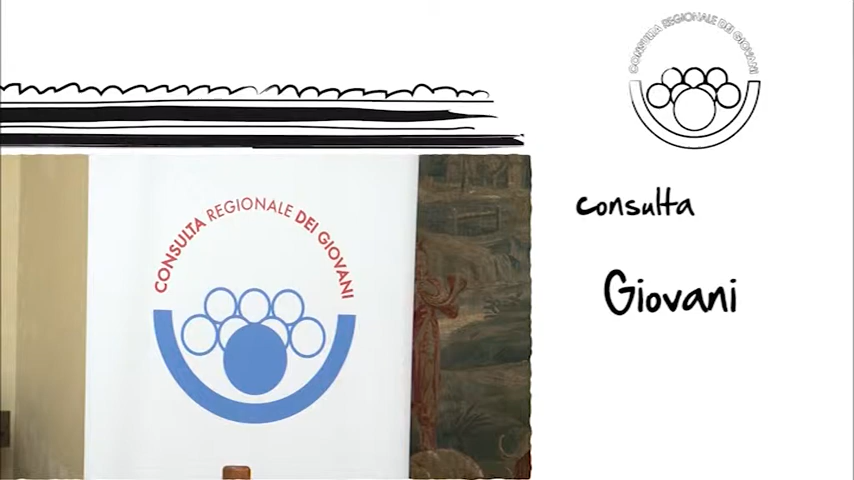 CONSULTA REGIONALE DEI GIOVANI
CONSULTA REGIONALE DEI GIOVANI
consulta
Giovani